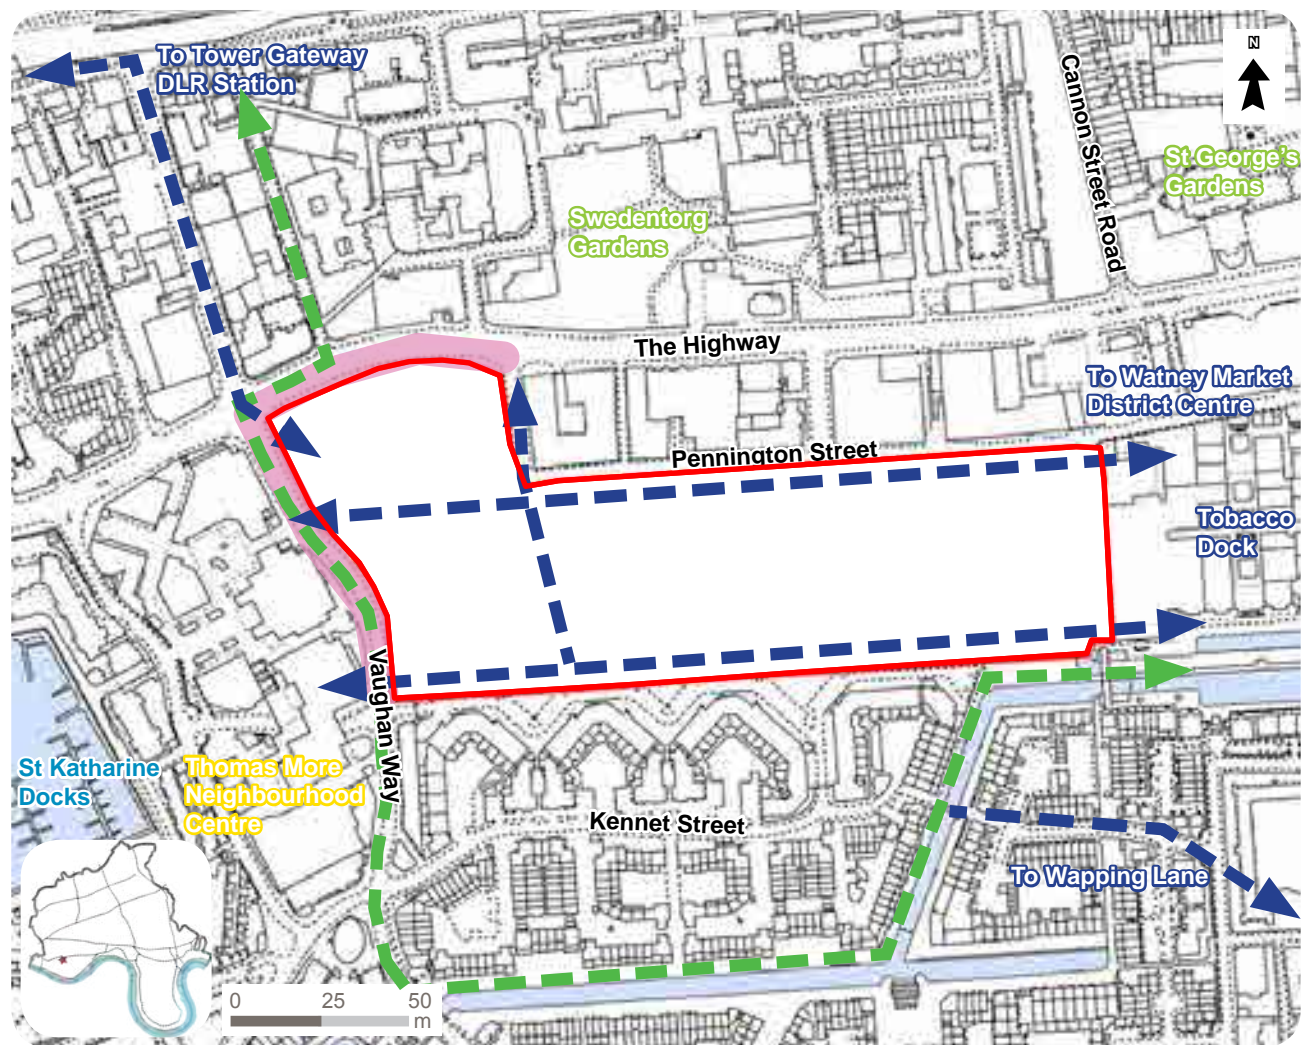 To Tower Gateway
DLR Station
N
Cannon Street Road
St George's
Gardens
Swedentorg
Gardens
The Highway
To Watney Market
District Centre
Pennington Street
Tobacco
Dock
Vaughan Way
St Katharine
Docks
Thomas More
Neighbourhood
Centre
Kennet Street
To Wapping Lane
0 25 50
m